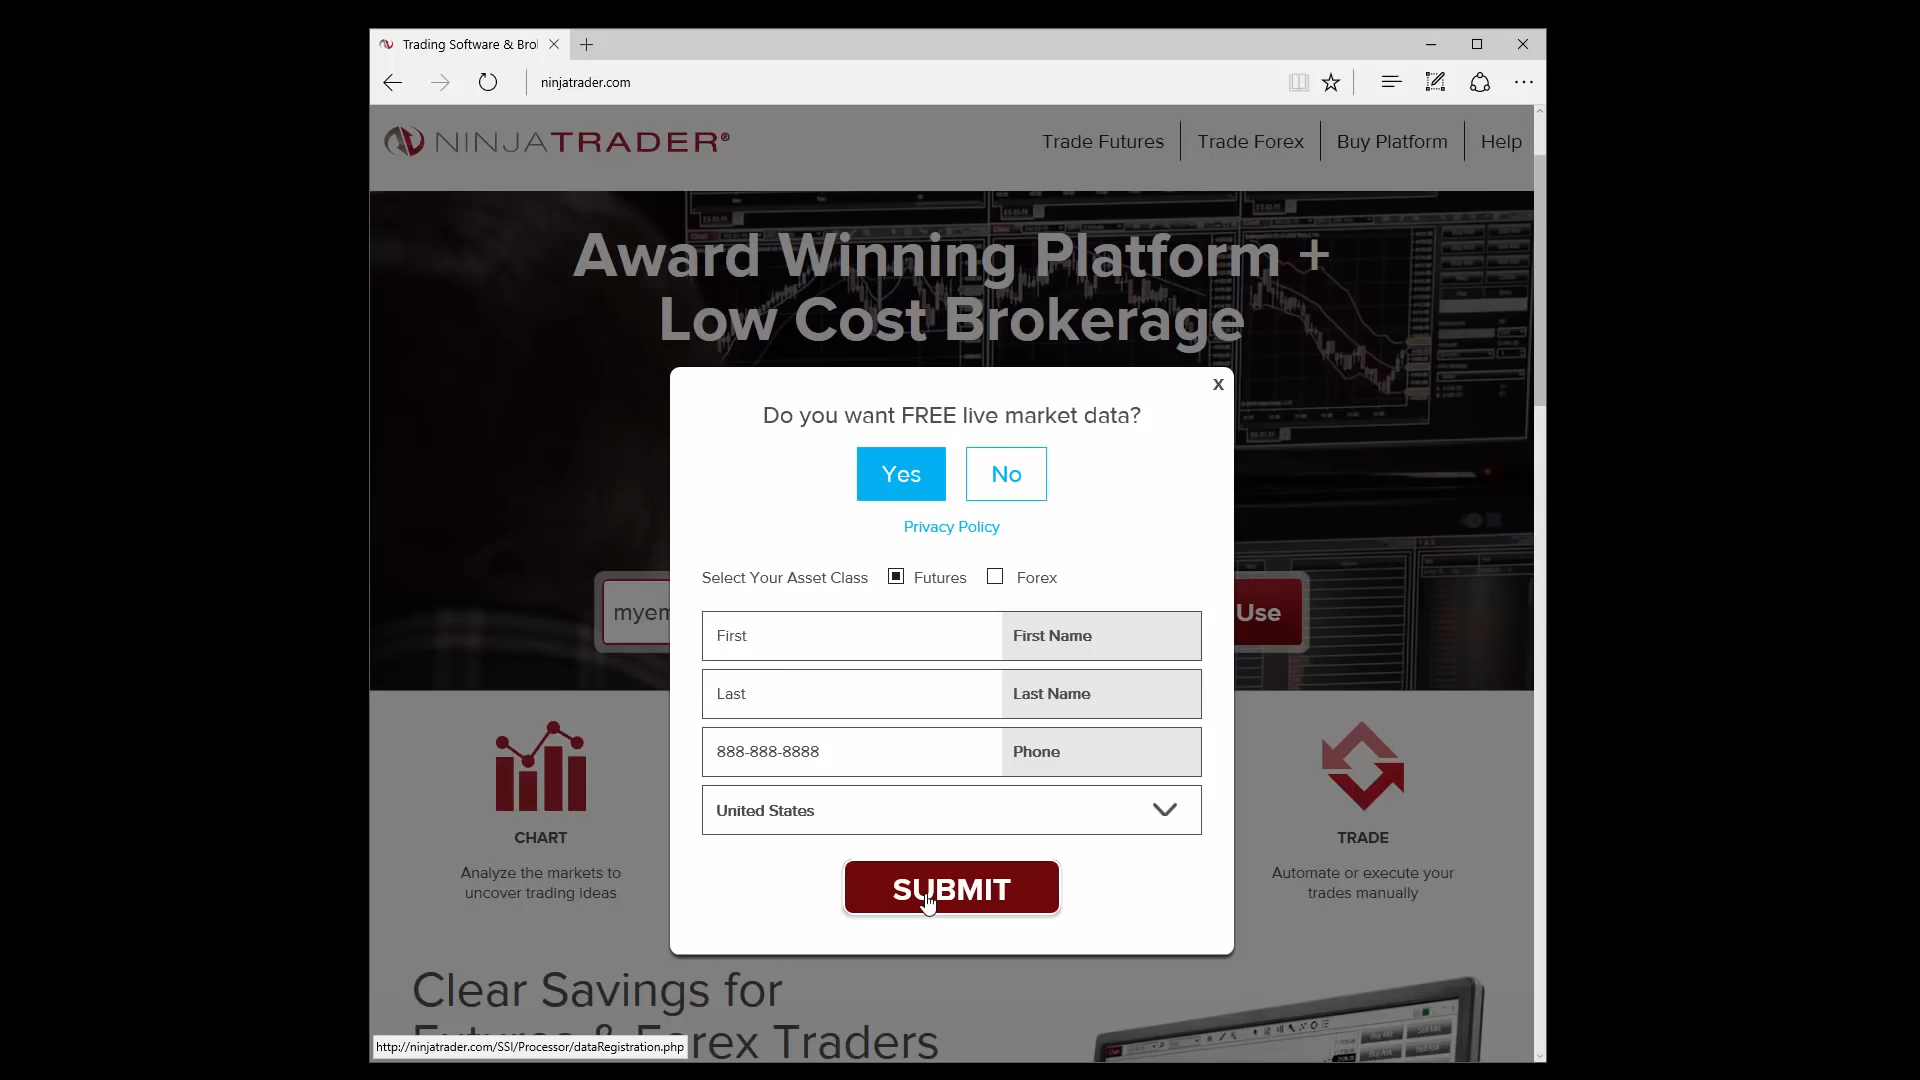 Trading Software & Bro
ninjatrader.com
NINJATRADER®
Trade Futures
Trade Forex
Buy Platform
Help
Award Winning Platform +
Low Cost Brokerage
X
Do you want FREE live market data?
Yes
No
Privacy Policy
Select Your Asset Class
Futures
Forex
myem
Use
First
First Name
Last
Last Name
888-888-8888
Phone
United States
SUBMIT
CHART
Analyze the markets to
uncover trading ideas
TRADE
Automate or execute your
trades manually
Clear Savings for
Futures & Forex Traders
http://ninjatrader.com/SSI/Processor/dataRegistration.php